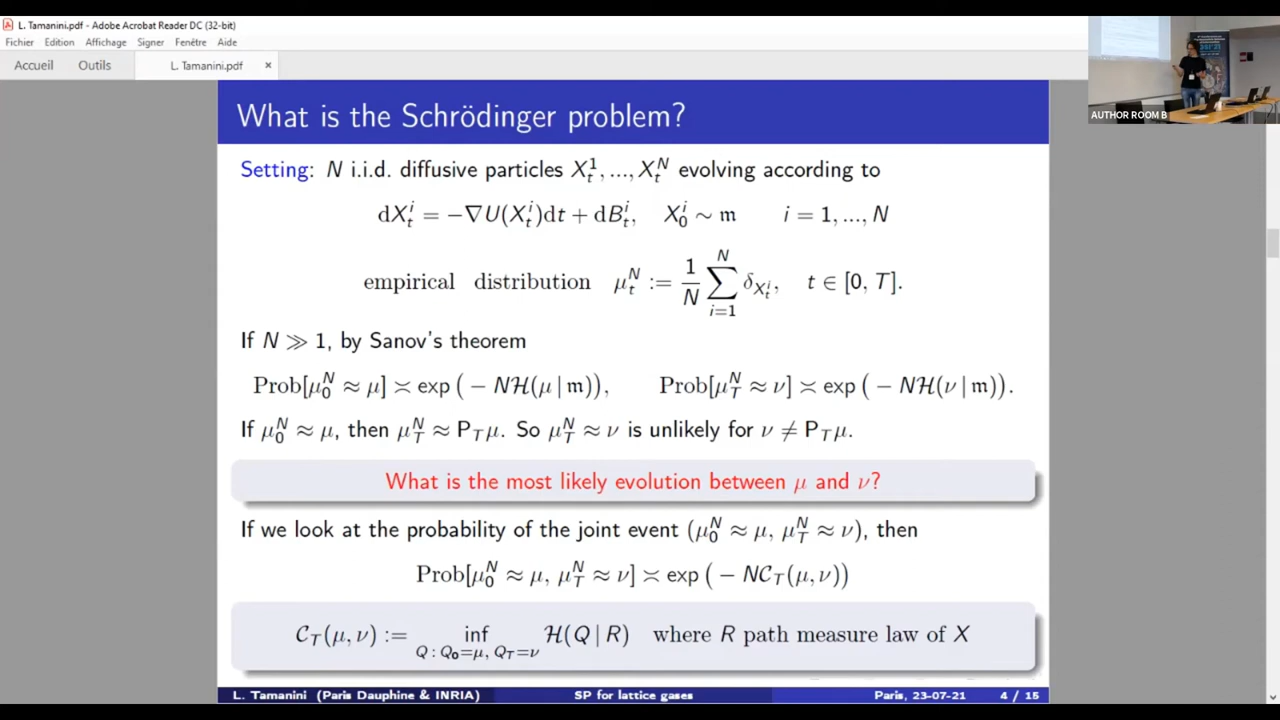 L. Tamanini.pdf - Adobe Acrobat Reader DC (32-bit)
Fichier Edition Affichage Signer Fenêtre Aide
Accueil Outils L. Tamanini.pdf ×
GSI'21
AUTHOR ROOM B
What is the Schrödinger problem?
Setting: N i.i.d. diffusive particles X_t^1, ..., X_t^N evolving according to
dX_t^i = −∇U(X_t^i)dt + dB_t^i, X_0^i ∼ 𝔪 i = 1, ..., N
empirical distribution μ_t^N := 1/N ∑_{i=1}^N δ_{X_t^i}, t ∈ [0, T].
If N ≫ 1, by Sanov's theorem
Prob[μ_0^N ≈ μ] ≍ exp(−Nℋ(μ | 𝔪)), Prob[μ_T^N ≈ ν] ≍ exp(−Nℋ(ν | 𝔪)).
If μ_0^N ≈ μ, then μ_T^N ≈ P_T μ. So μ_T^N ≈ ν is unlikely for ν ≠ P_T μ.
What is the most likely evolution between μ and ν?
If we look at the probability of the joint event (μ_0^N ≈ μ, μ_T^N ≈ ν), then
Prob[μ_0^N ≈ μ, μ_T^N ≈ ν] ≍ exp(−N𝒞_T(μ, ν))
𝒞_T(μ, ν) := inf_{Q : Q_0=μ, Q_T=ν} ℋ(Q | R) where R path measure law of X
L. Tamanini (Paris Dauphine & INRIA) SP for lattice gases Paris, 23-07-21 4 / 15